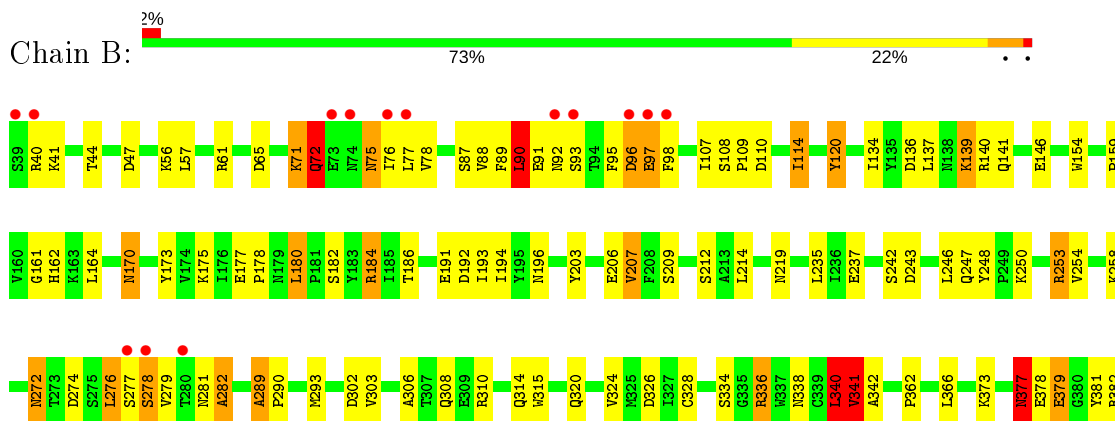 2%
Chain B:
73% 22% • •
S39 R40 K41 T44 D47 K56 L57 R61 D65 K71 Q72 E73 N74 N75 I76 L77 V78 S87 V88 F89 L90 E91 N92 S93 T94 F95 D96 E97 F98 I107 S108 P109 D110 I114 Y120 I134 Y135 D136 L137 N138 K139 R140 Q141 E146 W154 P159
V160 G161 H162 K163 L164 N170 Y173 V174 K175 I176 E177 P178 N179 L180 P181 S182 Y183 R184 I185 T186 E191 D192 I193 I194 Y195 N196 Y203 E206 V207 F208 S209 S212 A213 L214 N219 L235 I236 E237 S242 D243 L246 Q247 Y248 P249 K250 R253 V254 K258
N272 T273 D274 S275 L276 S277 S278 V279 T280 N281 A282 A289 P290 M293 D302 V303 A306 T307 Q308 E309 R310 Q314 W315 Q320 V324 M325 D326 I327 C328 S334 G335 R336 W337 N338 C339 L340 V341 A342 P362 L366 K373 N377 E378 E379 G380 Y381 R382